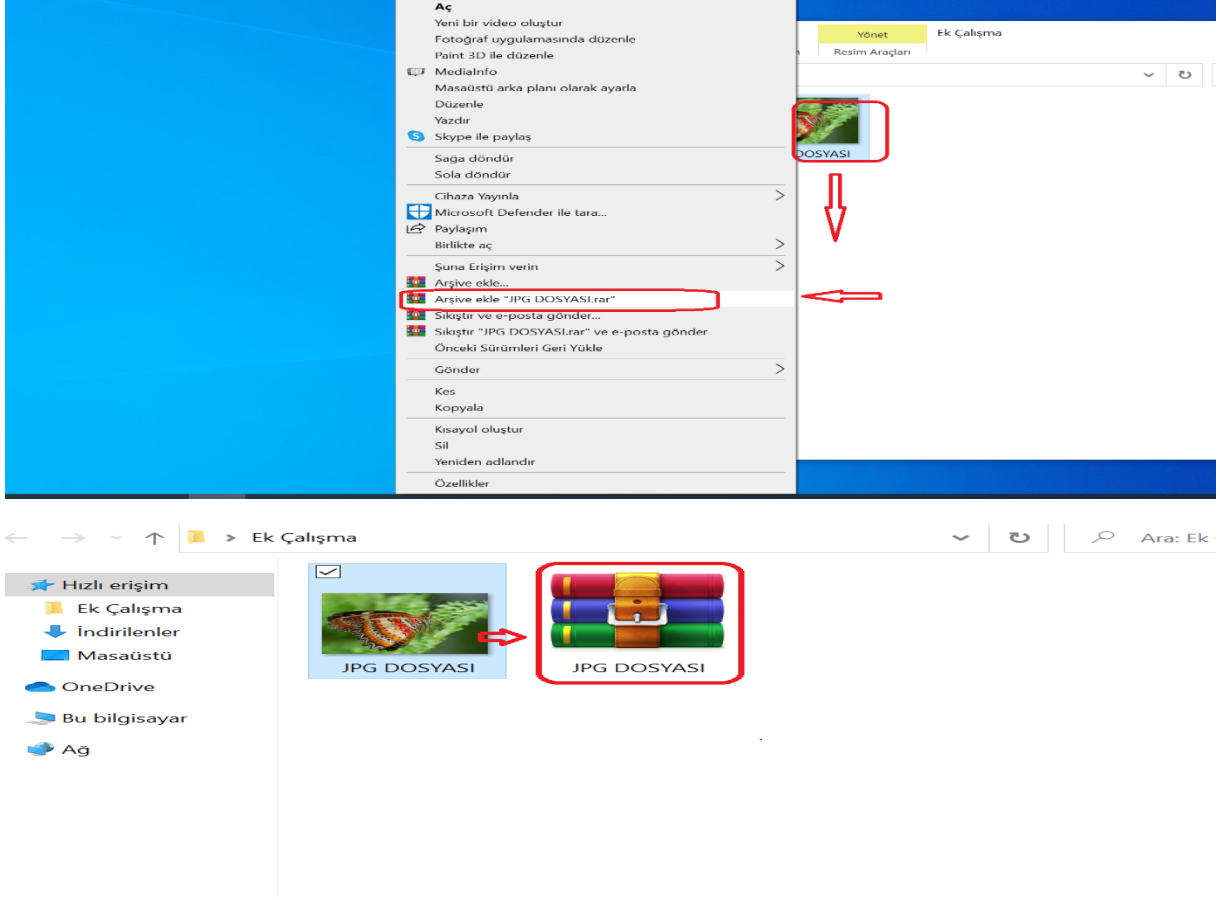 Aç
Yeni bir video oluştur
Fotoğraf uygulamasında düzenle
Paint 3D ile düzenle
MediaInfo
Masaüstü arka planı olarak ayarla
Düzenle
Yazdır
Skype ile paylaş
Sağa döndür
Sola döndür
Cihaza Yayınla
Microsoft Defender ile tara...
Paylaşım
Birlikte aç
Şuna Erişim verin
Arşive ekle...
Arşive ekle "JPG DOSYASI.rar"
Sıkıştır ve e-posta gönder...
Sıkıştır "JPG DOSYASI.rar" ve e-posta gönder
Önceki Sürümleri Geri Yükle
Gönder
Kes
Kopyala
Kısayol oluştur
Sil
Yeniden adlandır
Özellikler
Yönet
Ek Çalışma
Resim Araçları
DOSYASI
Ek Çalışma
Ara: Ek
Hızlı erişim
Ek Çalışma
İndirilenler
Masaüstü
OneDrive
Bu bilgisayar
Ağ
JPG DOSYASI
JPG DOSYASI